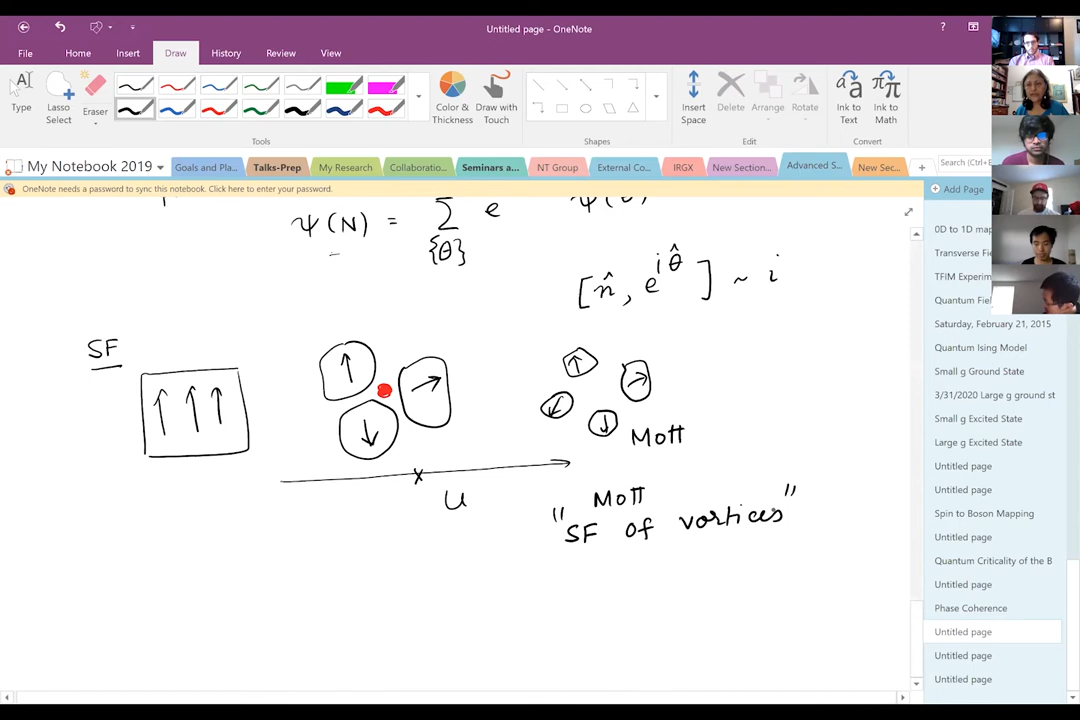 Untitled page - OneNote
?
File Home Insert Draw History Review View
Type
Lasso Select
Eraser
Color & Thickness
Draw with Touch
Insert Space
Delete
Arrange
Rotate
Ink to Text
Ink to Math
Tools
Shapes
Edit
Convert
My Notebook 2019
Goals and Pla...
Talks-Prep
My Research
Collaboratio...
Seminars a...
NT Group
External Co...
IRGX
New Section...
Advanced S...
New Sec...
+
Search (Ctrl+E
OneNote needs a password to sync this notebook. Click here to enter your password.
Add Page
0D to 1D map
Transverse Fi
TFIM Experim
Quantum Fiel
Saturday, February 21, 2015
Quantum Ising Model
Small g Ground State
3/31/2020 Large g ground st
Small g Excited State
Large g Excited State
Untitled page
Untitled page
Spin to Boson Mapping
Untitled page
Quantum Criticality of the B
Untitled page
Phase Coherence
Untitled page
Untitled page
Untitled page
ψ(N) = Σ e
{θ}
[n̂, e^{iθ̂}] ~ i
SF
Mott
x
U
Mott
"SF of vortices"